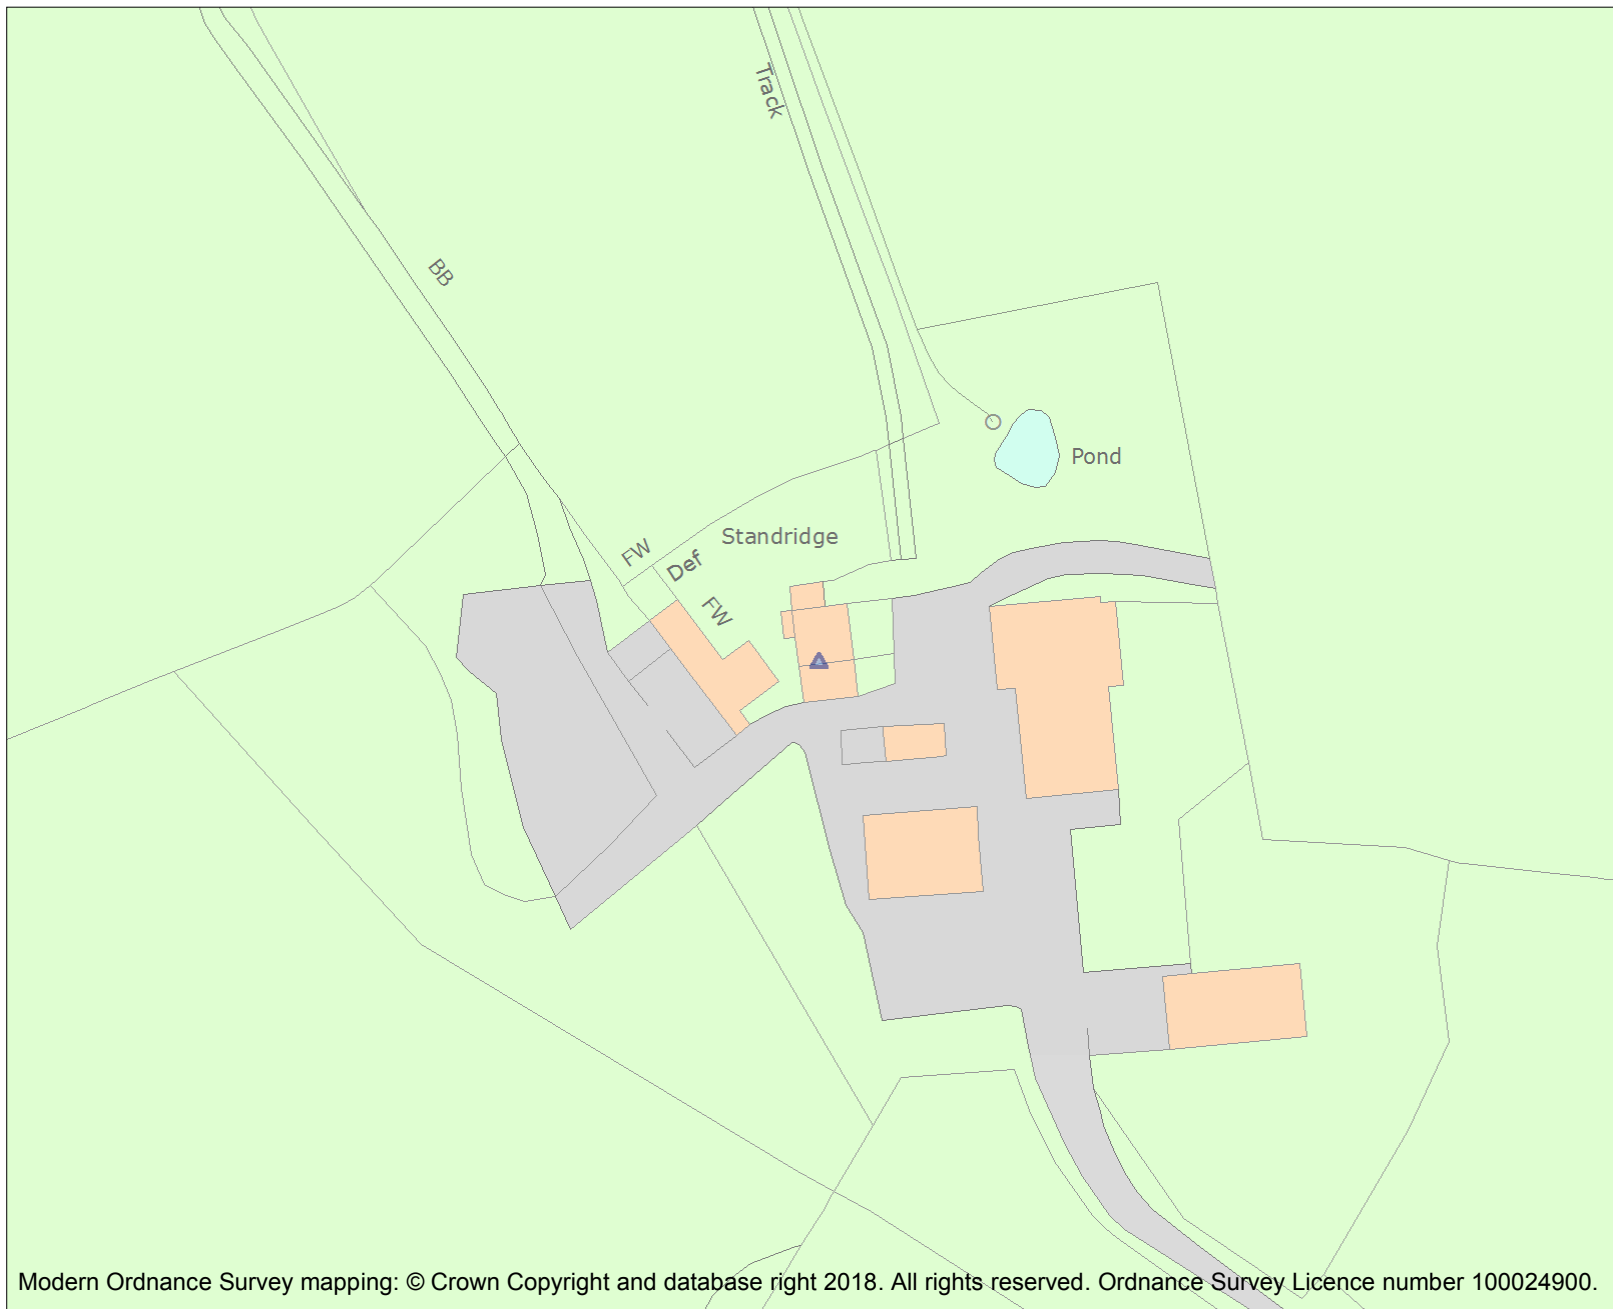 Track
BB
Pond
Standridge
FW
Def
FW
Modern Ordnance Survey mapping: © Crown Copyright and database right 2018. All rights reserved. Ordnance Survey Licence number 100024900.